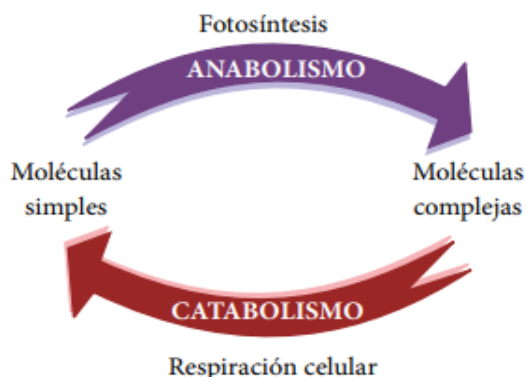 Fotosíntesis
ANABOLISMO
Moléculas
simples
Moléculas
complejas
CATABOLISMO
Respiración celular